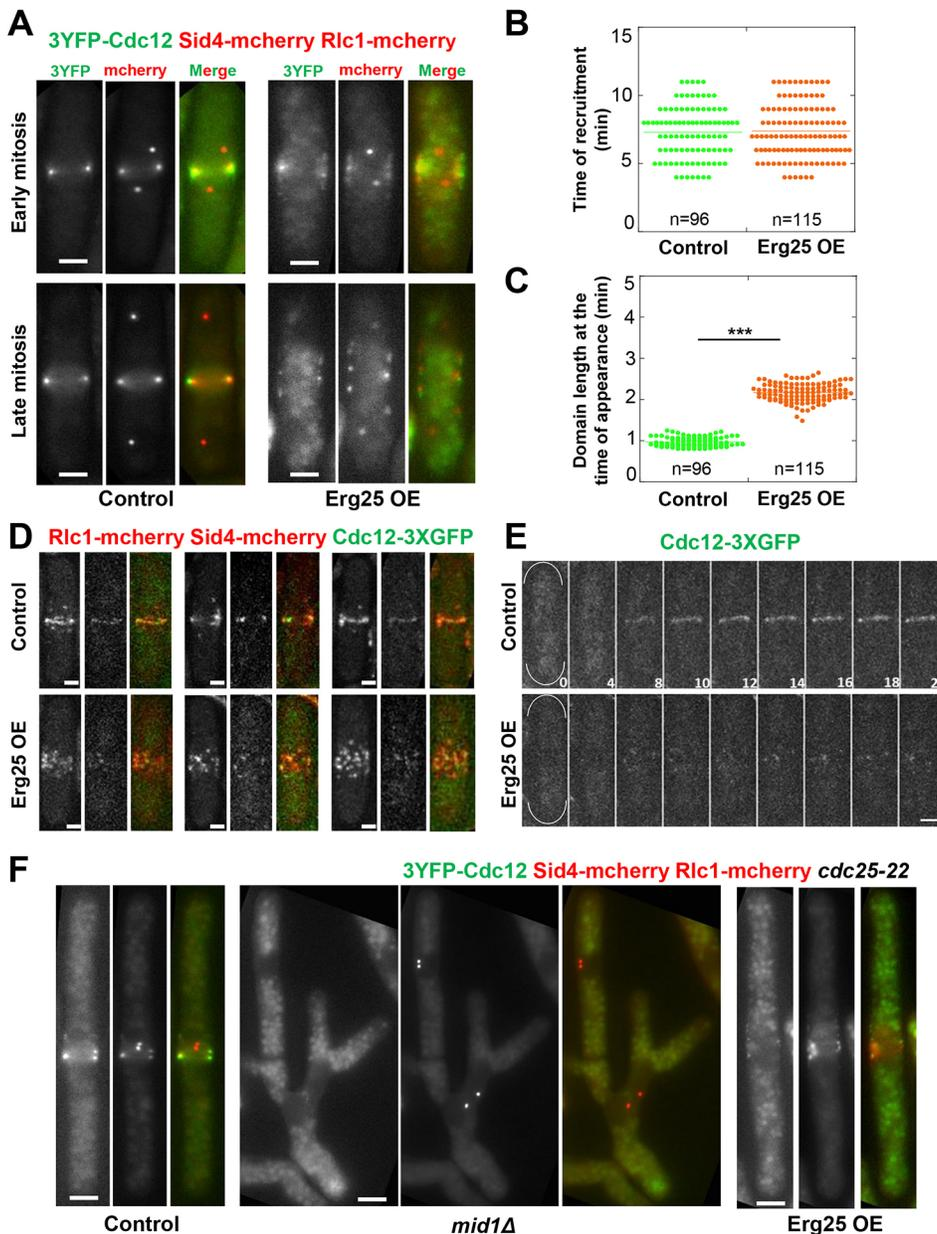 A
3YFP-Cdc12 Sid4-mcherry Rlc1-mcherry
3YFP mcherry Merge 3YFP mcherry Merge
Early mitosis
Late mitosis
Control Erg25 OE
B
Time of recruitment
(min)
15
10
5
0
n=96 n=115
Control Erg25 OE
C
Domain length at the
time of appearance (min)
5
4
3
2
1
0
***
n=96 n=115
Control Erg25 OE
D
Rlc1-mcherry Sid4-mcherry Cdc12-3XGFP
Control
Erg25 OE
E
Cdc12-3XGFP
Control
0 4 8 10 12 14 16 18 2
Erg25 OE
F
3YFP-Cdc12 Sid4-mcherry Rlc1-mcherry cdc25-22
Control mid1Δ Erg25 OE